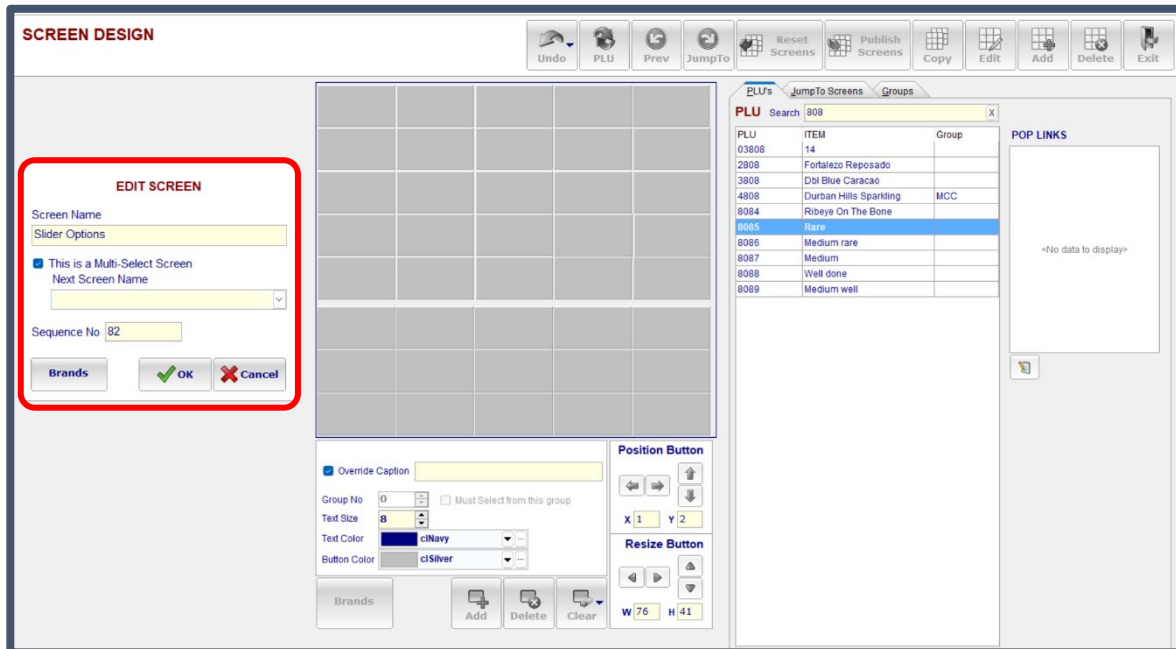 SCREEN DESIGN
Undo
PLU
Prev
JumpTo
Reset Screens
Publish Screens
Copy
Edit
Add
Delete
Exit
EDIT SCREEN
Screen Name
Slider Options
This is a Multi-Select Screen
Next Screen Name
Sequence No 82
Brands
OK
Cancel
Override Caption
Group No 0 Must Select from this group
Text Size 8
Text Color clNavy
Button Color clSilver
Brands
Add
Delete
Clear
Position Button
X 1 Y 2
Resize Button
W 76 H 41
PLU's JumpTo Screens Groups
PLU Search 808 X
PLU ITEM Group
03808 14
2808 Fortalezo Reposado
3808 Dbl Blue Caracao
4808 Durban Hills Sparkling MCC
8084 Ribeye On The Bone
8085 Rare
8086 Medium rare
8087 Medium
8088 Well done
8089 Medium well
POP LINKS
<No data to display>